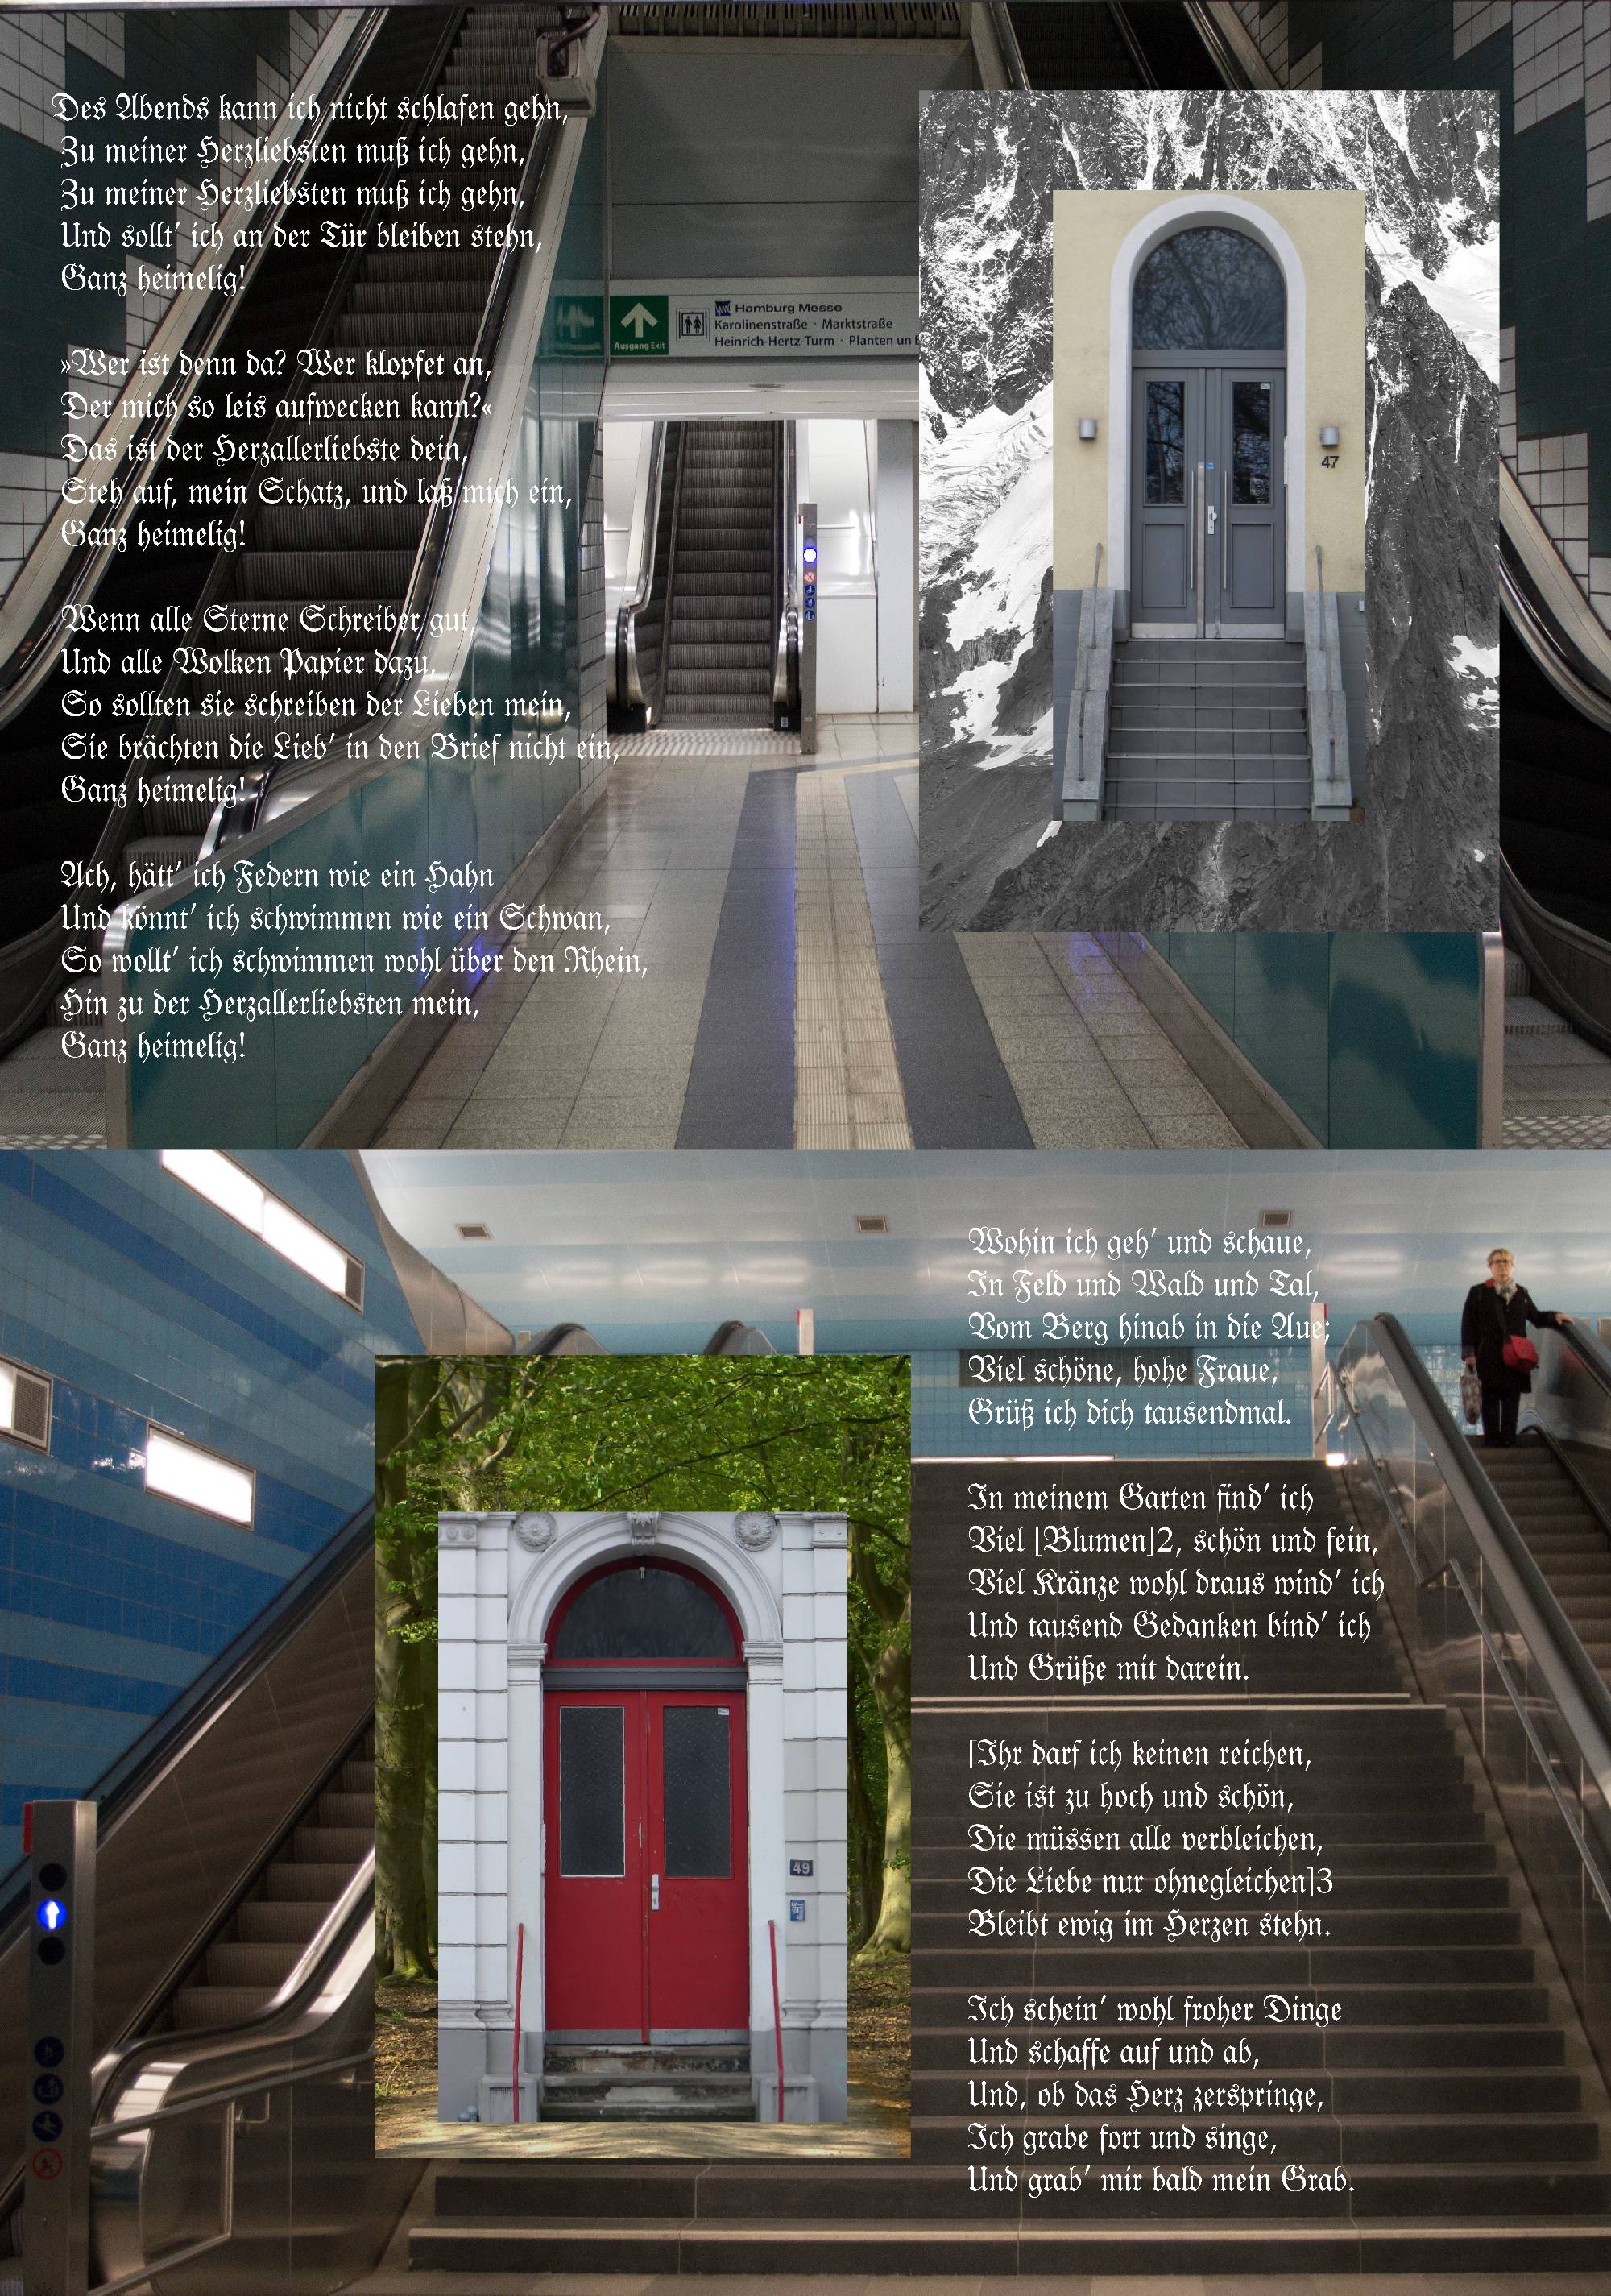 Des Abends kann ich nicht schlafen gehn,
Zu meiner Herzliebsten muß ich gehn,
Zu meiner Herzliebsten muß ich gehn,
Und sollt' ich an der Tür bleiben stehn,
Ganz heimelig!
»Wer ist denn da? Wer klopfet an,
Der mich so leis aufwecken kann?«
Das ist der Herzallerliebste dein,
Steh auf, mein Schatz, und laß mich ein,
Ganz heimelig!
Wenn alle Sterne Schreiber gut,
Und alle Wolken Papier dazu,
So sollten sie schreiben der Lieben mein,
Sie brächten die Lieb' in den Brief nicht ein,
Ganz heimelig!
Ach, hätt' ich Federn wie ein Hahn
Und könnt' ich schwimmen wie ein Schwan,
So wollt' ich schwimmen wohl über den Rhein,
Hin zu der Herzallerliebsten mein,
Ganz heimelig!
Ausgang Exit
Hamburg Messe
Karolinenstraße · Marktstraße
Heinrich-Hertz-Turm · Planten un
47
Wohin ich geh' und schaue,
In Feld und Wald und Tal,
Vom Berg hinab in die Aue;
Viel schöne, hohe Fraue,
Grüß ich dich tausendmal.
In meinem Garten find' ich
Viel [Blumen]2, schön und fein,
Viel Kränze wohl draus wind' ich
Und tausend Gedanken bind' ich
Und Grüße mit darein.
[Ihr darf ich keinen reichen,
Sie ist zu hoch und schön,
Die müssen alle verbleichen,
Die Liebe nur ohnegleichen]3
Bleibt ewig im Herzen stehn.
Ich schein' wohl froher Dinge
Und schaffe auf und ab,
Und, ob das Herz zerspringe,
Ich grabe fort und singe,
Und grab' mir bald mein Grab.
49